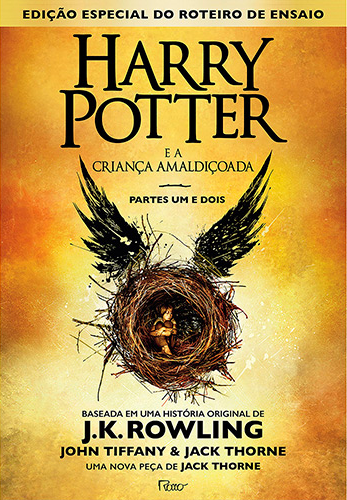 EDIÇÃO ESPECIAL DO ROTEIRO DE ENSAIO
HARRY
POTTER
E A
CRIANÇA AMALDIÇOADA
PARTES UM E DOIS
BASEADA EM UMA HISTÓRIA ORIGINAL DE
J.K. ROWLING
JOHN TIFFANY & JACK THORNE
UMA NOVA PEÇA DE JACK THORNE
Rocco